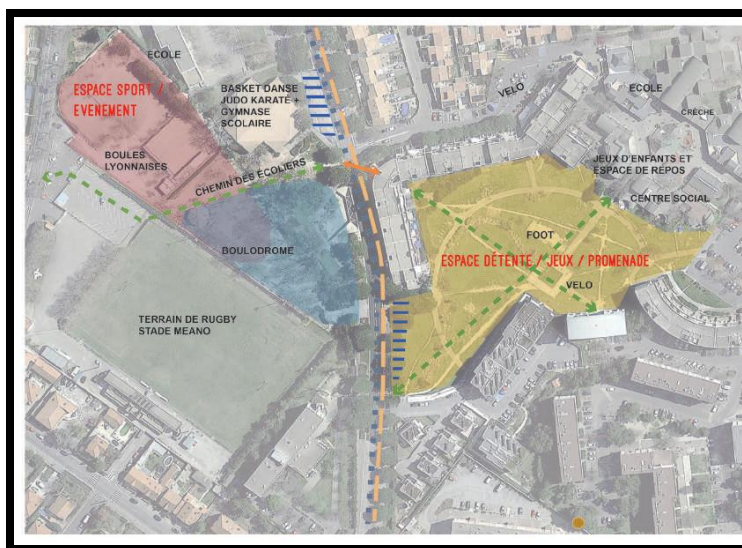 ECOLE
ESPACE SPORT /
EVENEMENT
BASKET DANSE
JUDO KARATÉ +
GYMNASE
SCOLAIRE
VELO
ECOLE
CRÈCHE
BOULES
LYONNAISES
CHEMIN DES ECOLIERS
JEUX D'ENFANTS ET
ESPACE DE REPOS
CENTRE SOCIAL
FOOT
BOULODROME
ESPACE DÉTENTE / JEUX / PROMENADE
VELO
TERRAIN DE RUGBY
STADE MEANO